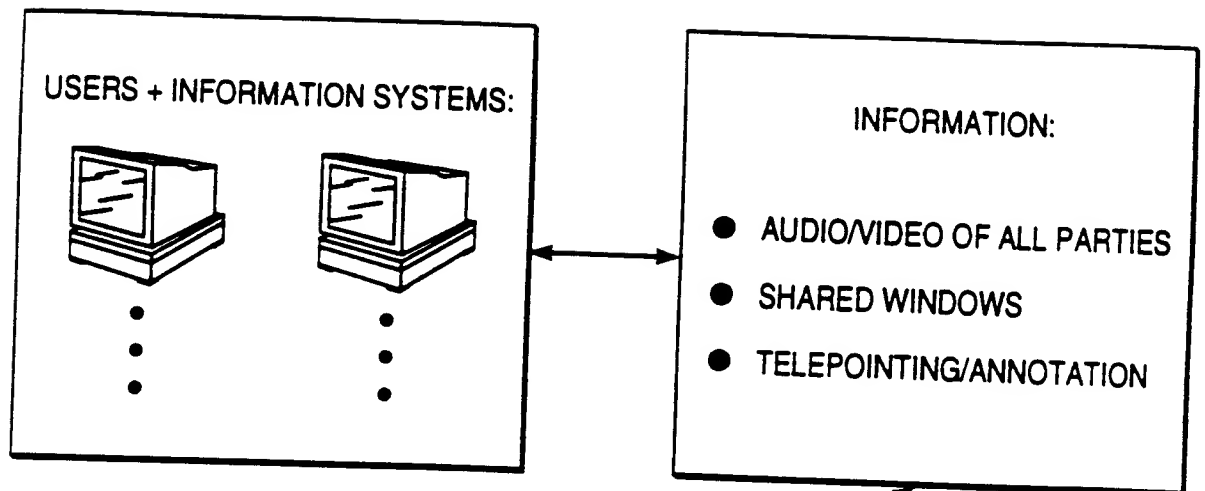 USERS + INFORMATION SYSTEMS:
INFORMATION:
● AUDIO/VIDEO OF ALL PARTIES
● SHARED WINDOWS
● TELEPOINTING/ANNOTATION